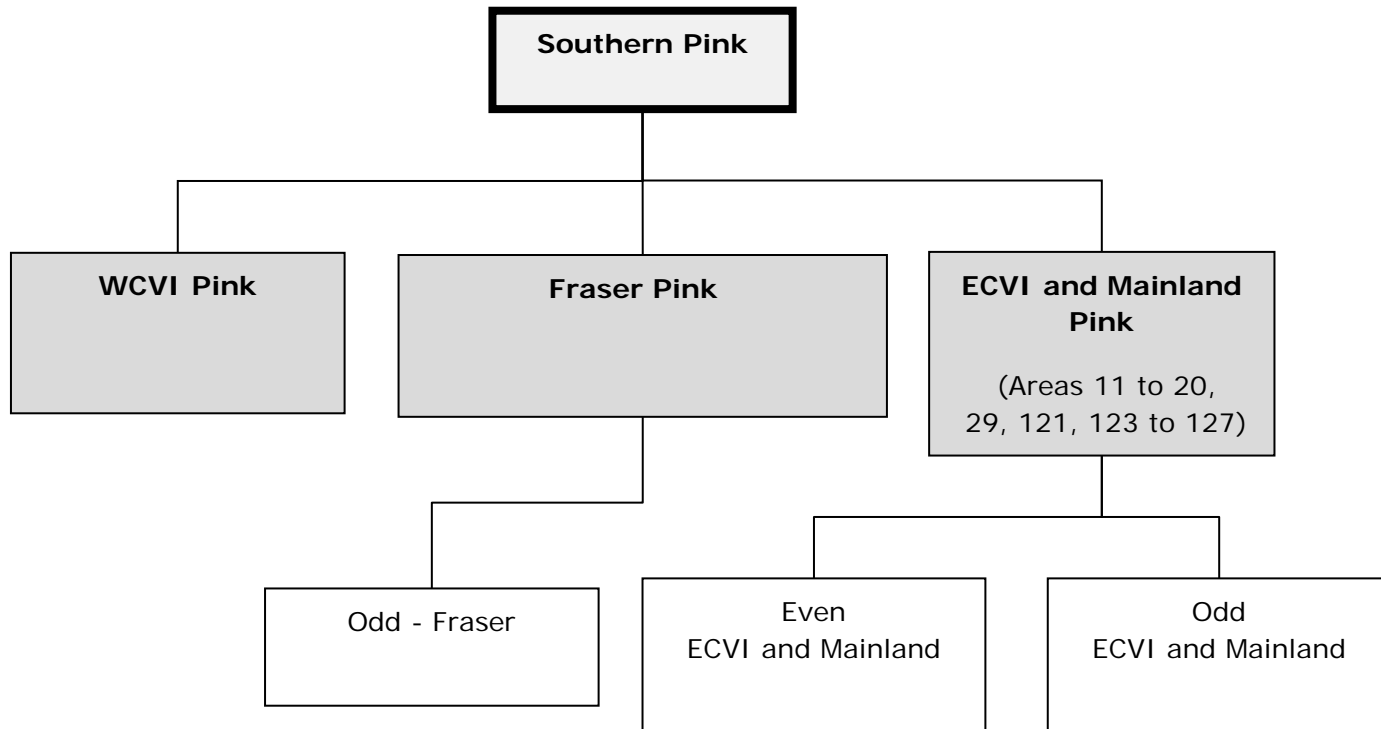 Southern Pink
WCVI Pink
Fraser Pink
ECVI and Mainland
Pink
(Areas 11 to 20,
29, 121, 123 to 127)
Odd - Fraser
Even
ECVI and Mainland
Odd
ECVI and Mainland